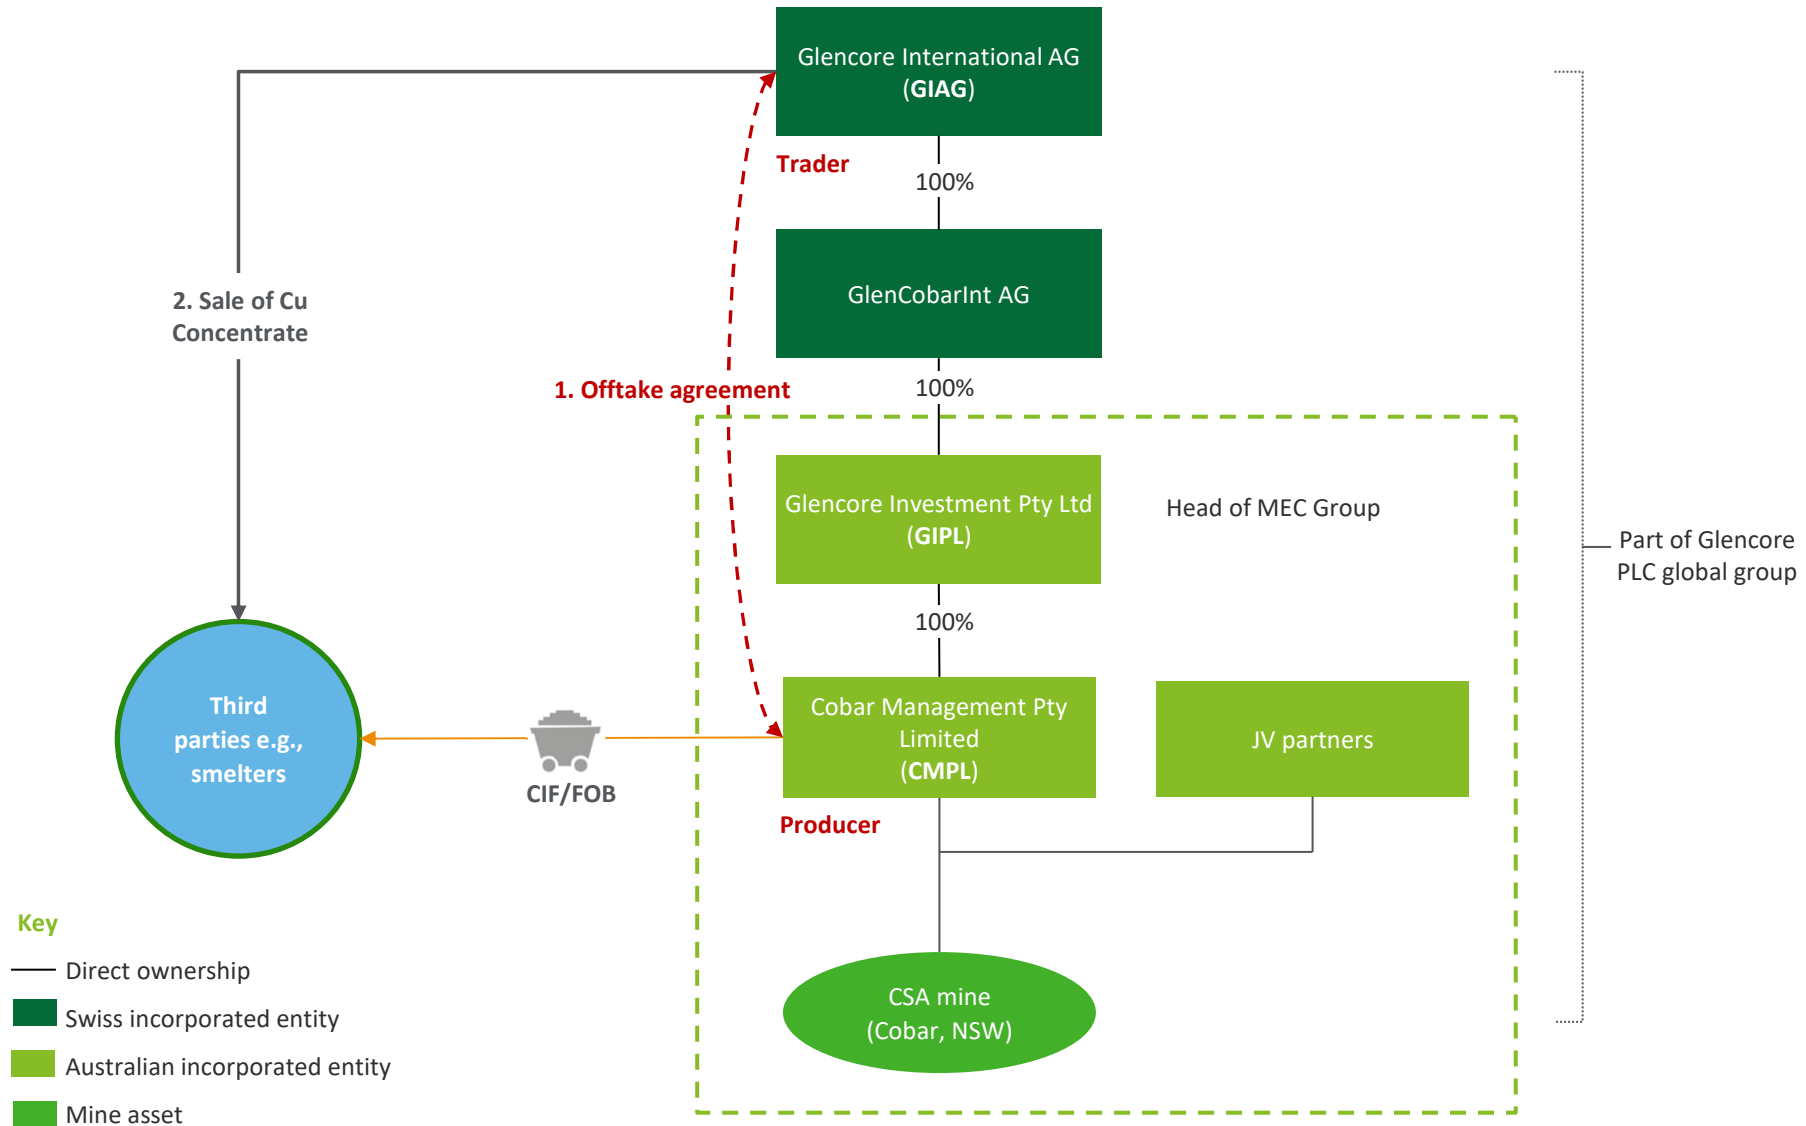 Glencore International AG
(GIAG)
Trader
100%
GlenCobarInt AG
2. Sale of Cu
Concentrate
1. Offtake agreement
100%
Glencore Investment Pty Ltd
(GIPL)
Head of MEC Group
Part of Glencore
PLC global group
100%
Third
parties e.g.,
smelters
CIF/FOB
Cobar Management Pty
Limited
(CMPL)
JV partners
Producer
CSA mine
(Cobar, NSW)
Key
Direct ownership
Swiss incorporated entity
Australian incorporated entity
Mine asset